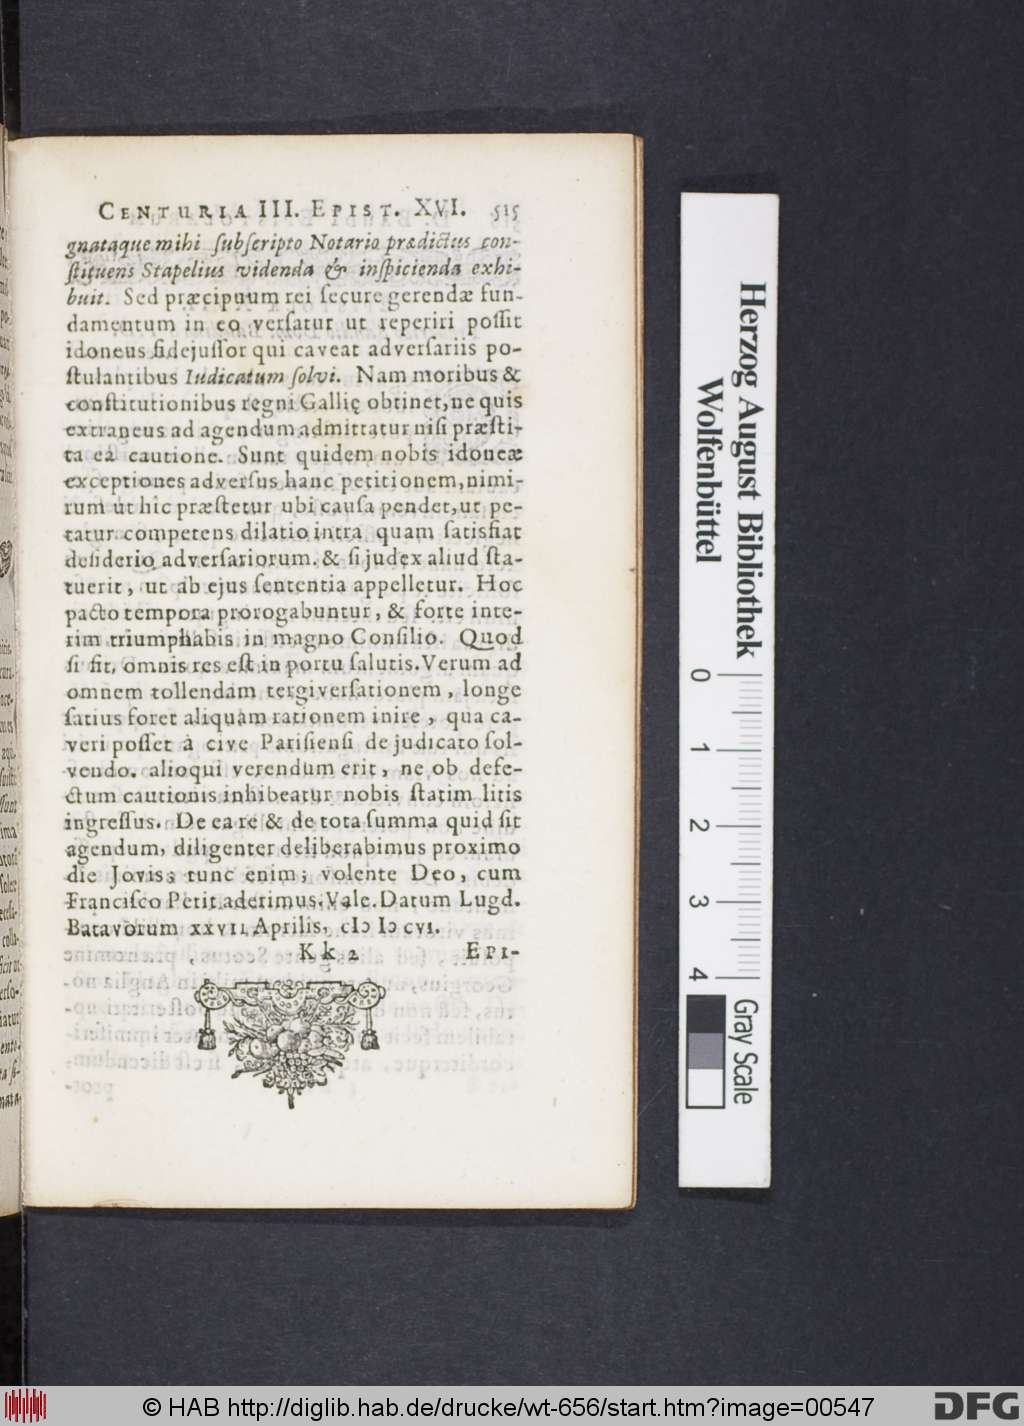 CENTURIA III. EPIST. XVI. 515
gnataque mihi ſubſcripto Notario prædictus con-
ſtituens Stapelius videnda & inſpicienda exhi-
buit. Sed præcipuum rei ſecure gerendæ fun-
damentum in eo verſatur ut reperiri poſſit
idoneus fidejuſſor qui caveat adverſariis po-
ſtulantibus Iudicatum ſolvi. Nam moribus &
conſtitutionibus regni Gallię obtinet, ne quis
extraneus ad agendum admittatur niſi præſti-
ta eâ cautione. Sunt quidem nobis idoneæ
exceptiones adverſus hanc petitionem, nimi-
rum ut hic præſtetur ubi cauſa pendet, ut pe-
tatur competens dilatio intra quam ſatisfiat
deſiderio adverſariorum. & ſi judex aliud ſta-
tuerit, ut ab ejus ſententia appelletur. Hoc
pacto tempora prorogabuntur, & forte inte-
rim triumphabis in magno Conſilio. Quod
ſi fit, omnis res eſt in portu ſalutis. Verum ad
omnem tollendam tergiverſationem, longe
ſatius foret aliquam rationem inire, qua ca-
veri poſſet à cive Pariſienſi de judicato ſol-
vendo. alioqui verendum erit, ne ob defe-
ctum cautionis inhibeatur nobis ſtatim litis
ingreſſus. De ea re & de tota ſumma quid ſit
agendum, diligenter deliberabimus proximo
die Jovis; tunc enim; volente Deo, cum
Franciſco Petit aderimus. Vale. Datum Lugd.
Batavorum XXVII Aprilis, cIↄ Iↄ CVI.
Kk 2 EPI-
Herzog August Bibliothek
Wolfenbüttel
0 1 2 3 4
Gray Scale
© HAB http://diglib.hab.de/drucke/wt-656/start.htm?image=00547
DFG